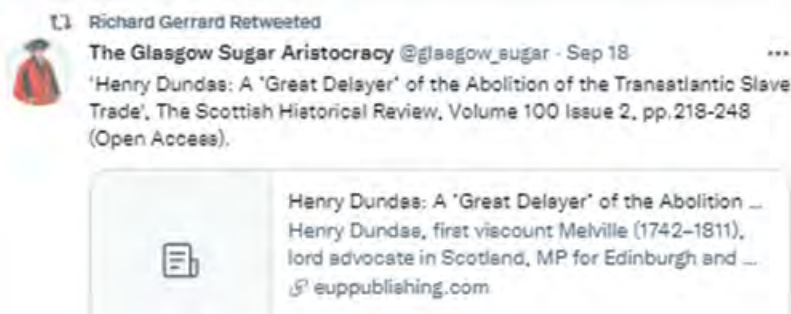 Richard Gerrard Retweeted
The Glasgow Sugar Aristocracy @glasgow_sugar · Sep 18 ...
'Henry Dundas: A "Great Delayer" of the Abolition of the Transatlantic Slave
Trade', The Scottish Historical Review, Volume 100 Issue 2, pp.218-248
(Open Access).
Henry Dundas: A "Great Delayer" of the Abolition ...
Henry Dundas, first viscount Melville (1742–1811),
lord advocate in Scotland, MP for Edinburgh and ...
euppublishing.com